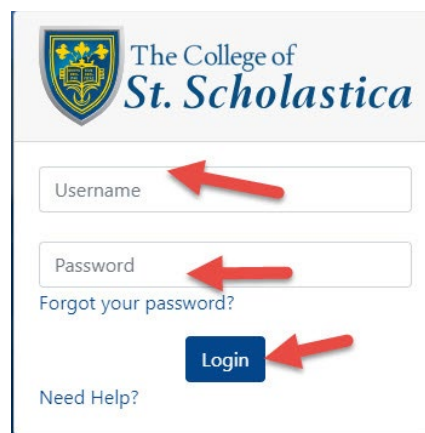 The College of
St. Scholastica
Username
Password
Forgot your password?
Login
Need Help?